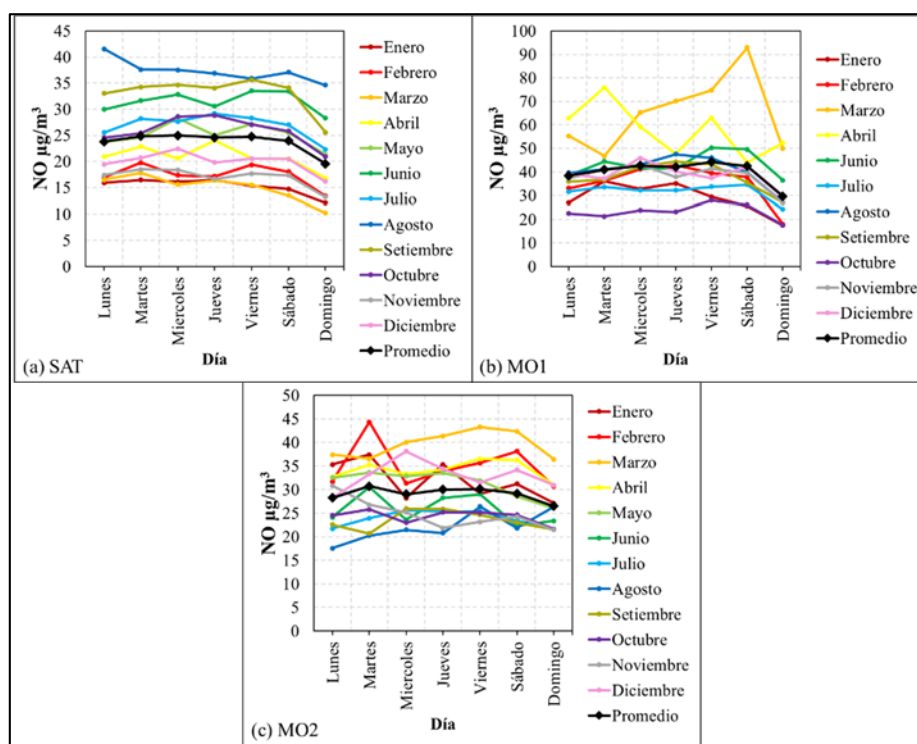 45
40
35
30
25
20
15
10
5
0
NO µg/m³
Lunes
Martes
Miercoles
Jueves
Viernes
Sábado
Domingo
Día
(a) SAT
Enero
Febrero
Marzo
Abril
Mayo
Junio
Julio
Agosto
Setiembre
Octubre
Noviembre
Diciembre
Promedio
100
90
80
70
60
50
40
30
20
10
0
NO µg/m³
Lunes
Martes
Miercoles
Jueves
Viernes
Sábado
Domingo
Día
(b) MO1
Enero
Febrero
Marzo
Abril
Junio
Julio
Agosto
Setiembre
Octubre
Noviembre
Diciembre
Promedio
50
45
40
35
30
25
20
15
10
5
0
NO µg/m³
Lunes
Martes
Miercoles
Jueves
Viernes
Sábado
Domingo
Día
(c) MO2
Enero
Febrero
Marzo
Abril
Mayo
Junio
Julio
Agosto
Setiembre
Octubre
Noviembre
Diciembre
Promedio